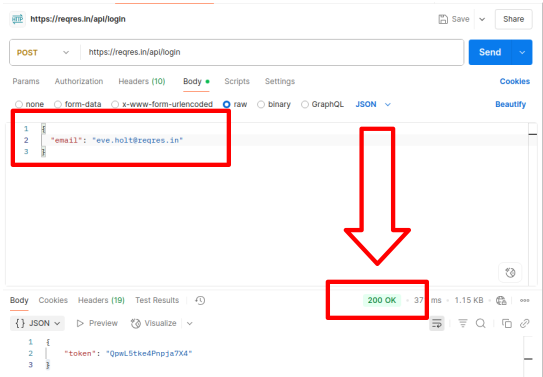 https://reqres.in/api/login
Save
Share
POST
https://reqres.in/api/login
Send
Params Authorization Headers (10) Body Scripts Settings Cookies
none form-data x-www-form-urlencoded raw binary GraphQL JSON Beautify
1 {
2 "email": "eve.holt@reqres.in"
3 }
Body Cookies Headers (19) Test Results 200 OK 37 ms 1.15 KB
{} JSON Preview Visualize
1 {
2 "token": "QpwL5tke4Pnpja7X4"
3 }